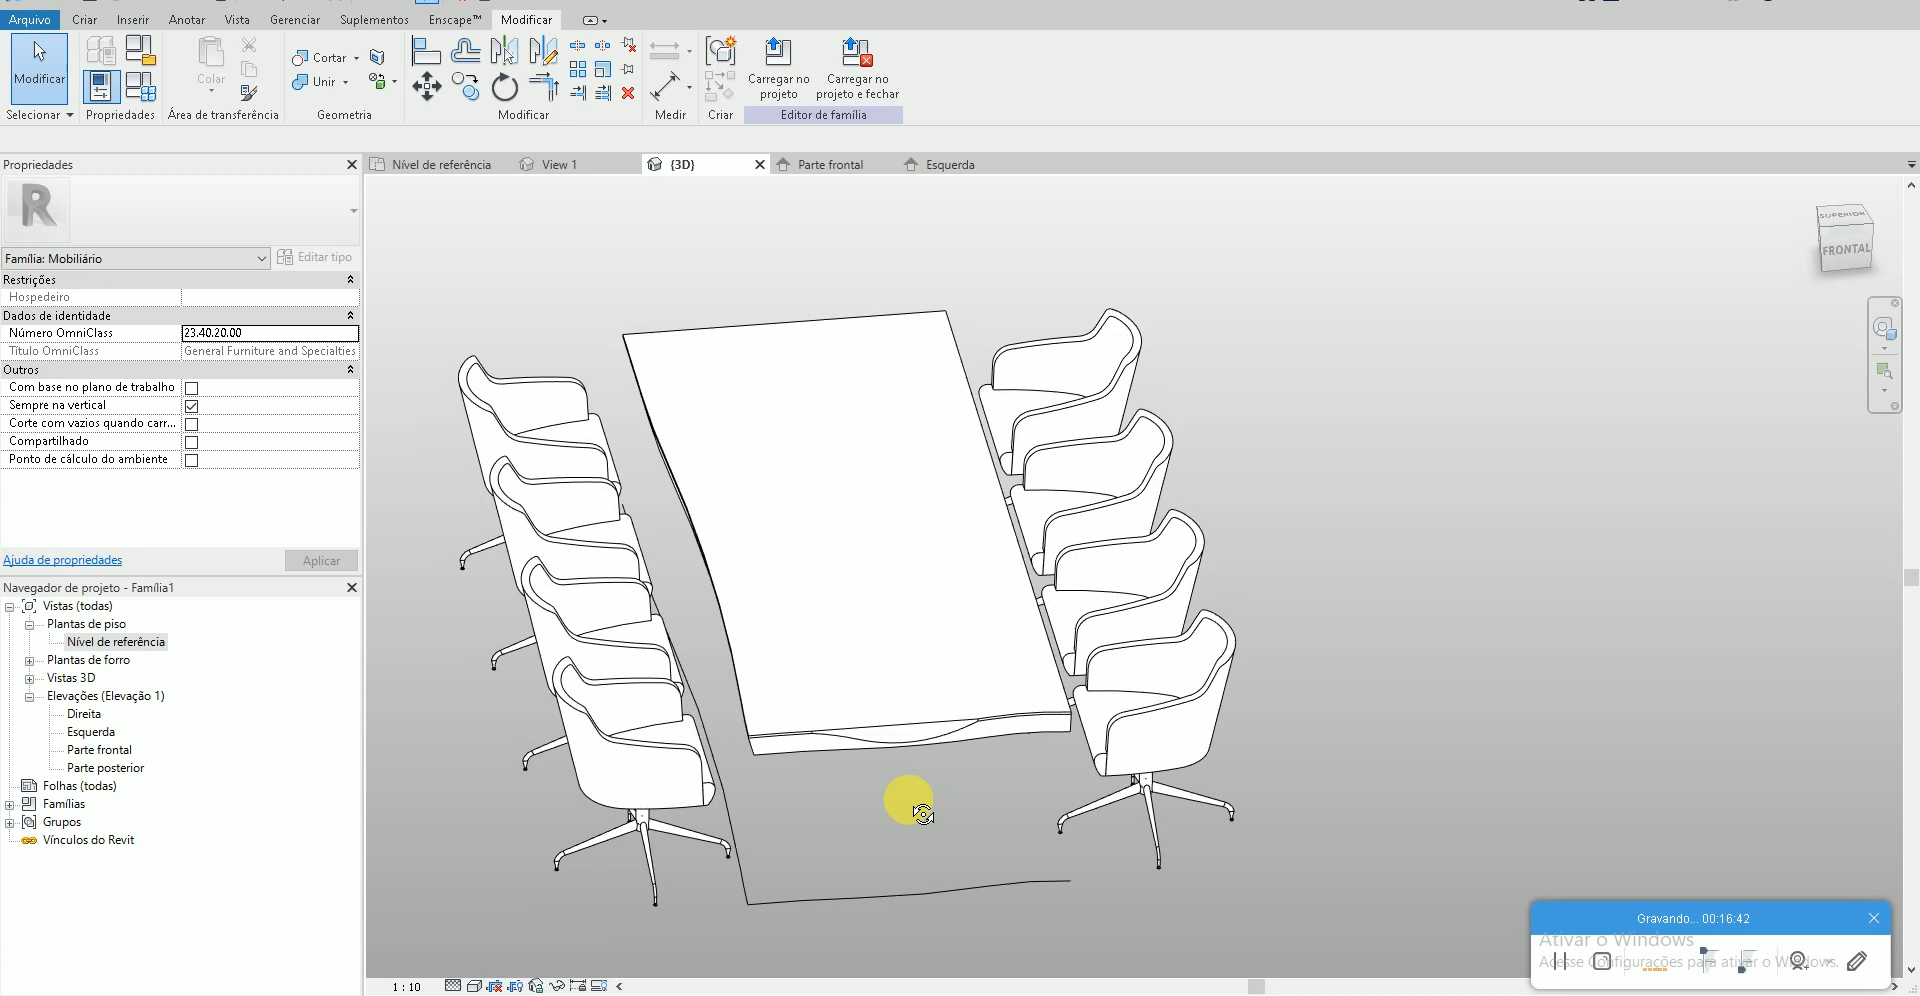 Arquivo Criar Inserir Anotar Vista Gerenciar Suplementos Enscape™ Modificar
Modificar
Colar
Cortar
Unir
Carregar no projeto
Carregar no projeto e fechar
Selecionar Propriedades Área de transferência Geometria Modificar Medir Criar Editor de família
Propriedades
Nível de referência View 1 {3D} Parte frontal Esquerda
R
Família: Mobiliário Editar tipo
Restrições
Hospedeiro
Dados de identidade
Número OmniClass 23.40.20.00
Título OmniClass General Furniture and Specialties
Outros
Com base no plano de trabalho
Sempre na vertical
Corte com vazios quando carr...
Compartilhado
Ponto de cálculo do ambiente
Ajuda de propriedades Aplicar
Navegador de projeto - Família1
Vistas (todas)
Plantas de piso
Nível de referência
Plantas de forro
Vistas 3D
Elevações (Elevação 1)
Direita
Esquerda
Parte frontal
Parte posterior
Folhas (todas)
Famílias
Grupos
Vínculos do Revit
SUPERIOR
FRONTAL
Gravando... 00:16:42
Ativar o Windows
Acesse Configurações para ativar o Windows.
1 : 10